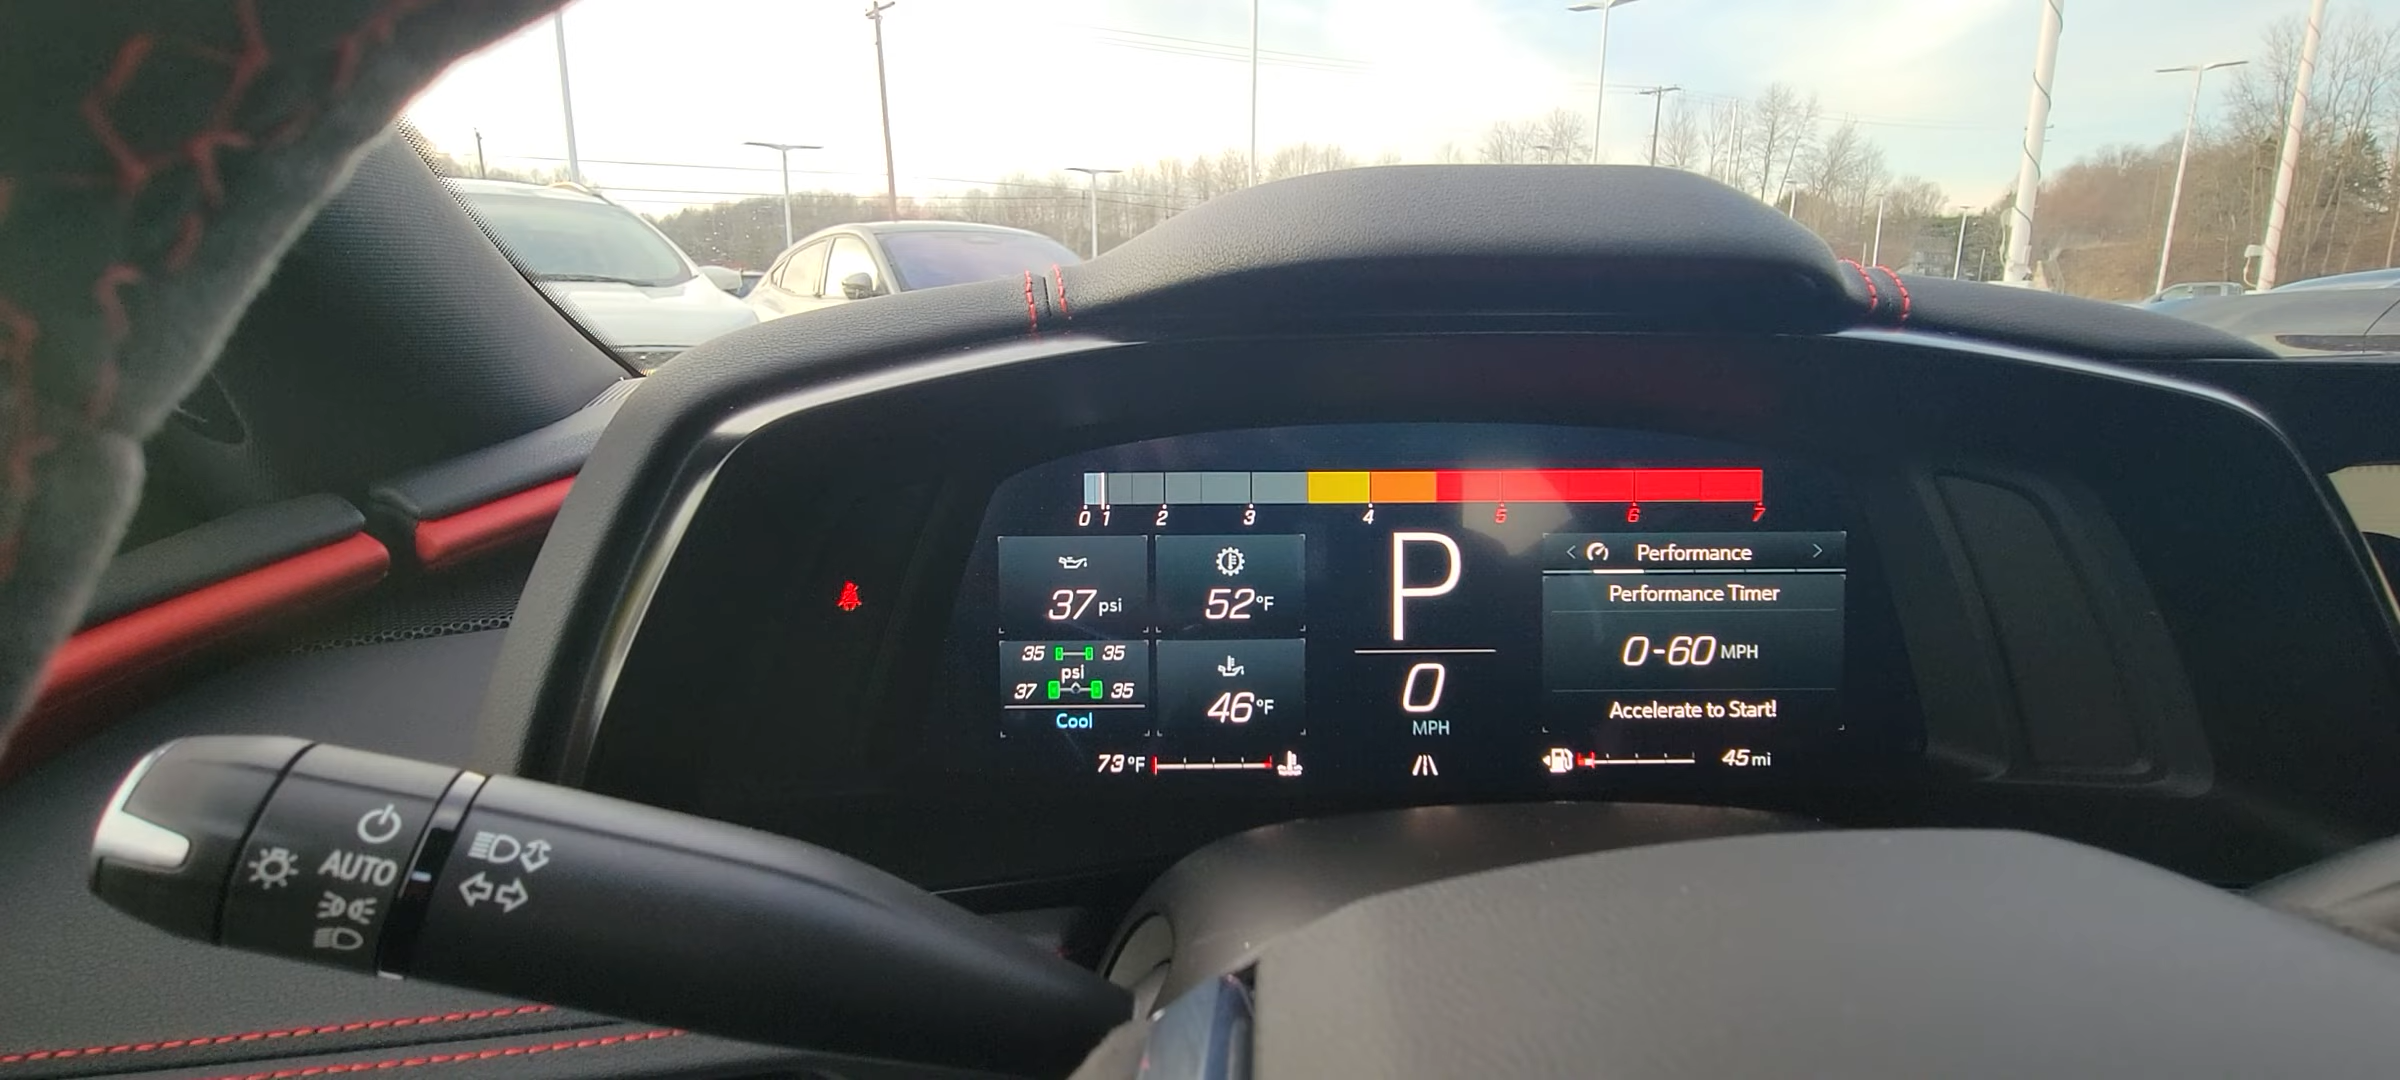 0 1 2 3 4 5 6 7
37 psi
52 °F
35 35
psi
37 35
Cool
46 °F
73 °F
P
0
MPH
< Performance >
Performance Timer
0-60 MPH
Accelerate to Start!
45 mi
AUTO